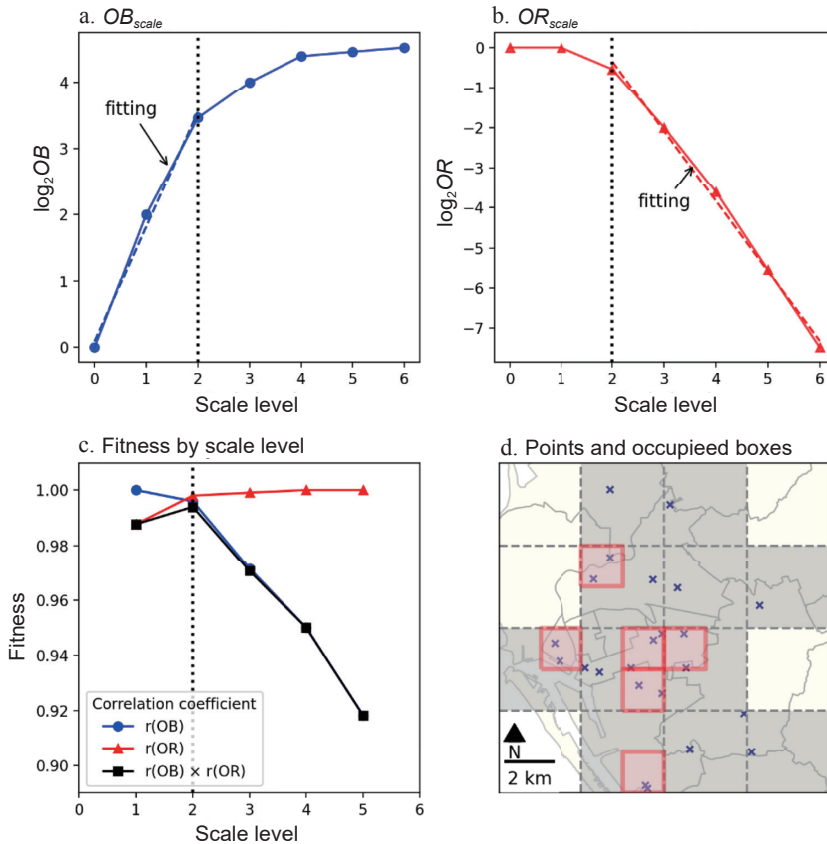 a. OBscale
4
3
2
1
0
log2OB
fitting
0 1 2 3 4 5 6
Scale level
b. ORscale
0
−1
−2
−3
−4
−5
−6
−7
log2OR
fitting
0 1 2 3 4 5 6
Scale level
c. Fitness by scale level
1.00
0.98
0.96
0.94
0.92
0.90
Fitness
Correlation coefficient
r(OB)
r(OR)
r(OB) × r(OR)
0 1 2 3 4 5 6
Scale level
d. Points and occupieed boxes
N
2 km